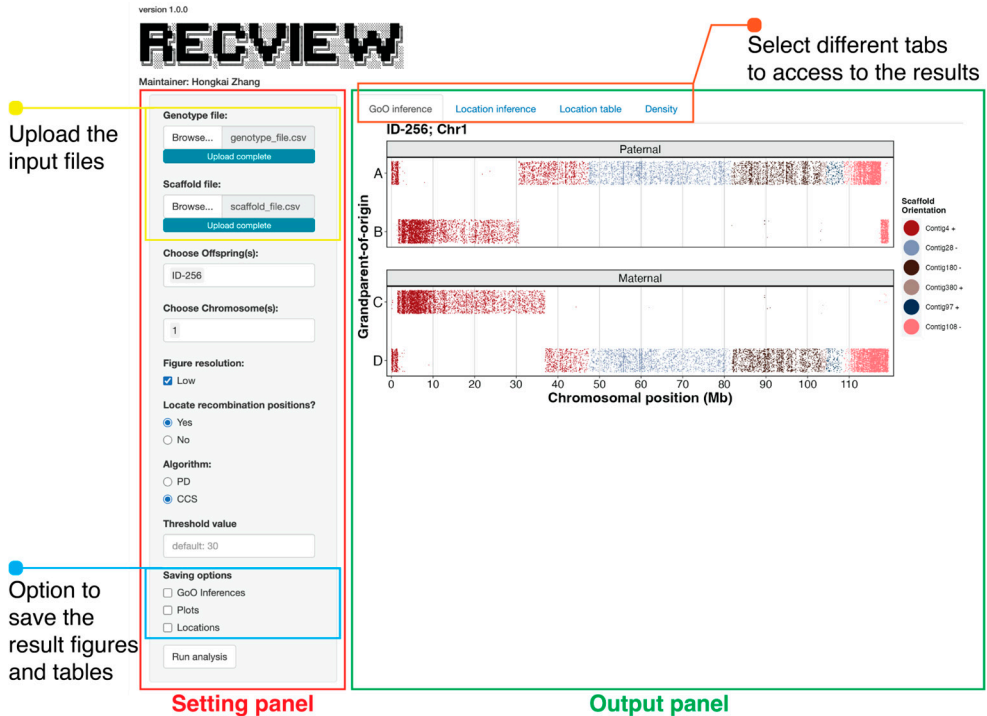 version 1.0.0
RECVIEW
Maintainer: Hongkai Zhang
Select different tabs
to access to the results
Upload the
input files
Genotype file:
Browse... genotype_file.csv
Upload complete
Scaffold file:
Browse... scaffold_file.csv
Upload complete
Choose Offspring(s):
ID-256
Choose Chromosome(s):
1
Figure resolution:
Low
Locate recombination positions?
Yes
No
Algorithm:
PD
CCS
Threshold value
default: 30
Saving options
GoO Inferences
Plots
Locations
Run analysis
Option to
save the
result figures
and tables
Setting panel
GoO inference Location inference Location table Density
ID-256; Chr1
Paternal
A
B
Maternal
C
D
Grandparent-of-origin
0 10 20 30 40 50 60 70 80 90 100 110
Chromosomal position (Mb)
Scaffold
Orientation
Contig4 +
Contig28 -
Contig180 -
Contig380 +
Contig97 +
Contig108 -
Output panel